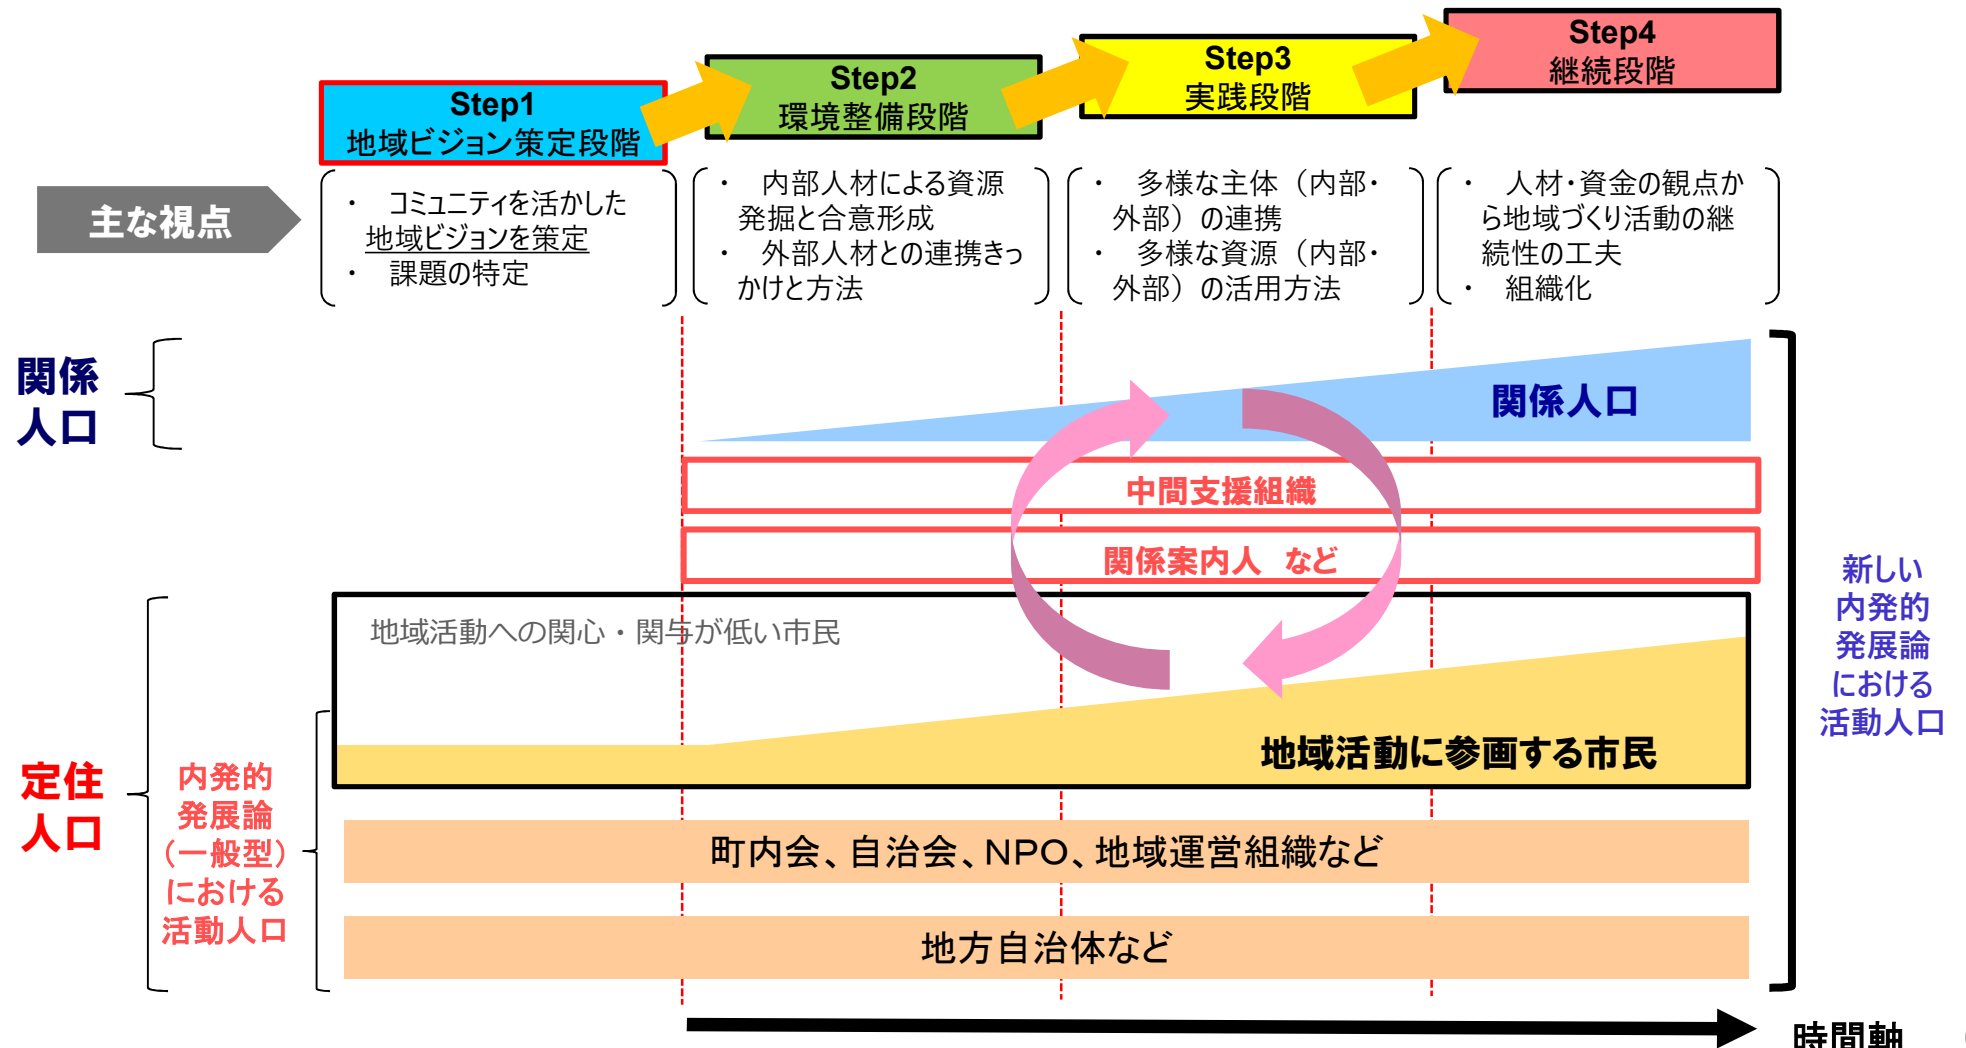 Step1
地域ビジョン策定段階
Step2
環境整備段階
Step3
実践段階
Step4
継続段階
主な視点
・ コミュニティを活かした
地域ビジョンを策定
・ 課題の特定
・ 内部人材による資源
発掘と合意形成
・ 外部人材との連携きっ
かけと方法
・ 多様な主体（内部・
外部）の連携
・ 多様な資源（内部・
外部）の活用方法
・ 人材・資金の観点か
ら地域づくり活動の継
続性の工夫
・ 組織化
関係
人口
関係人口
中間支援組織
関係案内人 など
地域活動への関心・関与が低い市民
地域活動に参画する市民
定住
人口
内発的
発展論
（一般型）
における
活動人口
町内会、自治会、NPO、地域運営組織など
地方自治体など
新しい
内発的
発展論
における
活動人口
時間軸